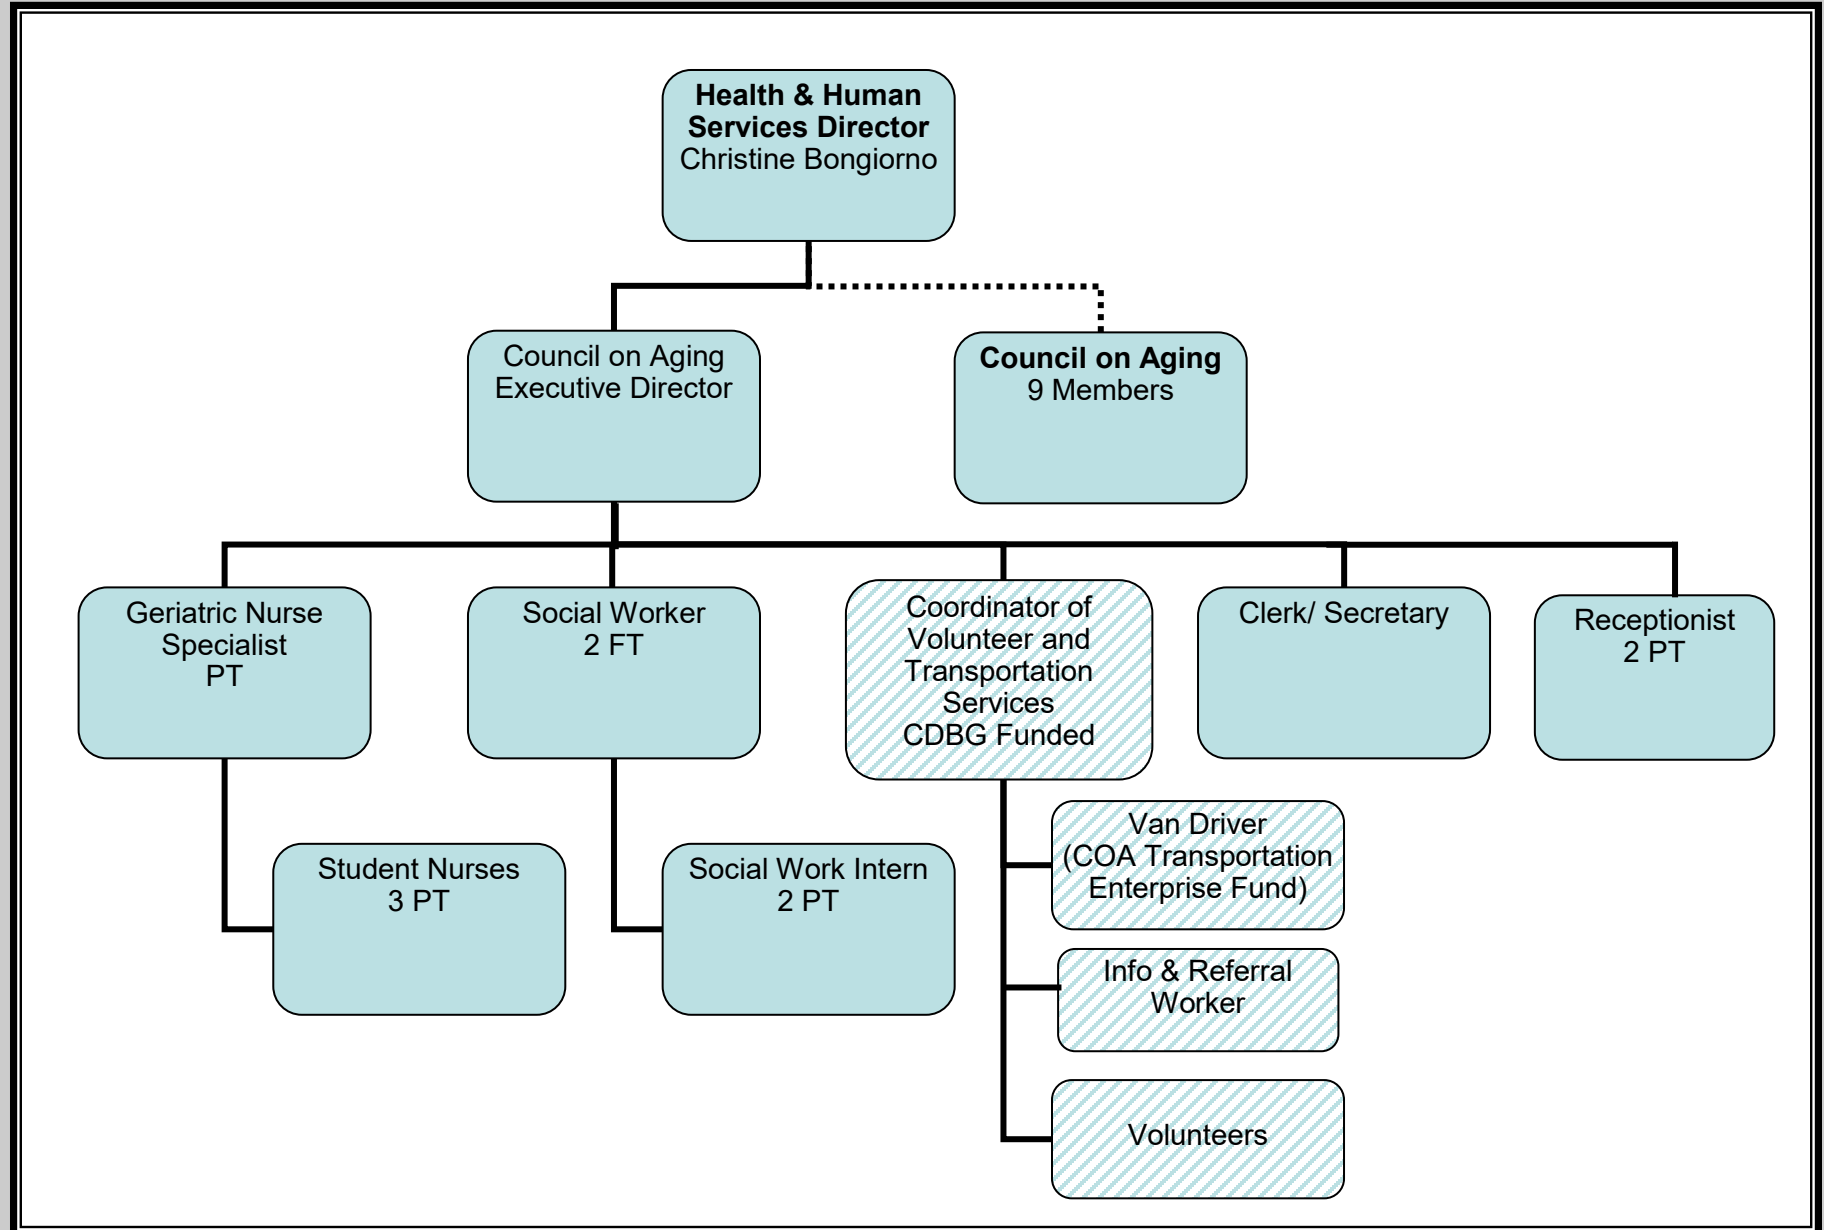 Health & Human
Services Director
Christine Bongiorno
Council on Aging
Executive Director
Council on Aging
9 Members
Geriatric Nurse
Specialist
PT
Social Worker
2 FT
Coordinator of
Volunteer and
Transportation
Services
CDBG Funded
Clerk/ Secretary
Receptionist
2 PT
Student Nurses
3 PT
Social Work Intern
2 PT
Van Driver
(COA Transportation
Enterprise Fund)
Info & Referral
Worker
Volunteers